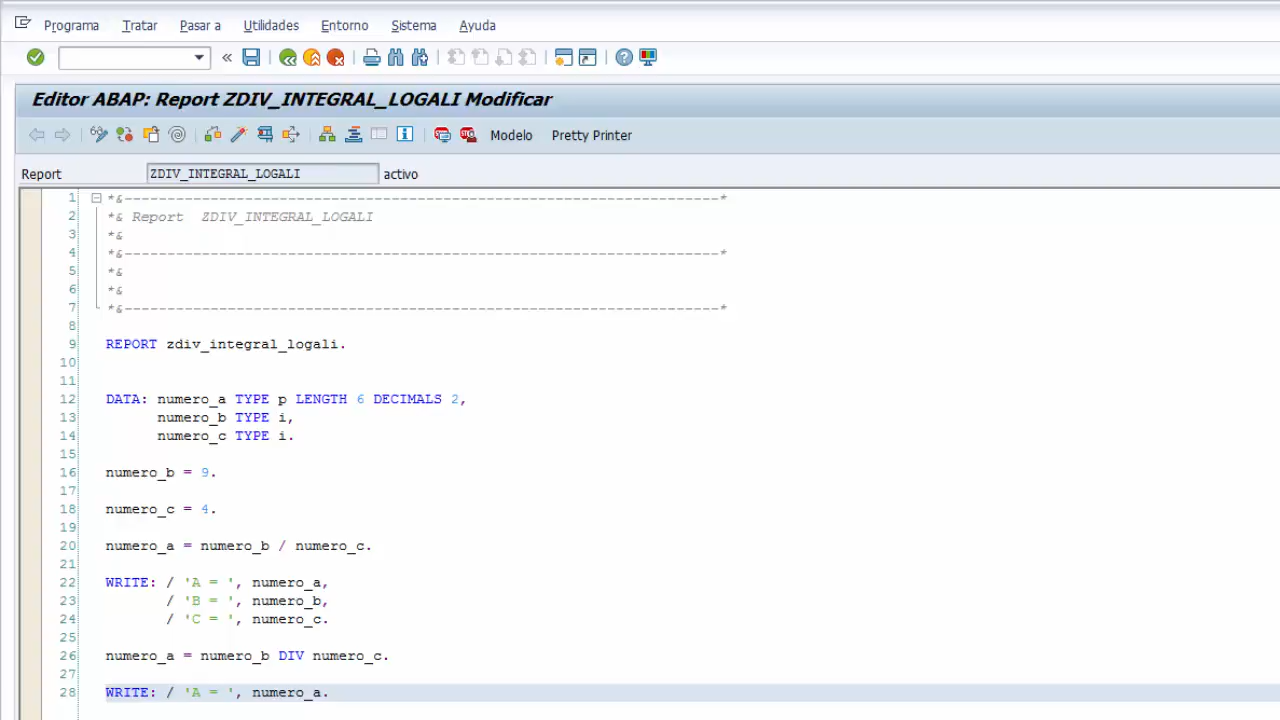 Programa Tratar Pasar a Utilidades Entorno Sistema Ayuda
Editor ABAP: Report ZDIV_INTEGRAL_LOGALI Modificar
Modelo Pretty Printer
Report ZDIV_INTEGRAL_LOGALI activo
1 *&---------------------------------------------------------------------*
2 *& Report  ZDIV_INTEGRAL_LOGALI
3 *&
4 *&---------------------------------------------------------------------*
5 *&
6 *&
7 *&---------------------------------------------------------------------*
8
9 REPORT zdiv_integral_logali.
10
11
12 DATA: numero_a TYPE p LENGTH 6 DECIMALS 2,
13       numero_b TYPE i,
14       numero_c TYPE i.
15
16 numero_b = 9.
17
18 numero_c = 4.
19
20 numero_a = numero_b / numero_c.
21
22 WRITE: / 'A = ', numero_a,
23        / 'B = ', numero_b,
24        / 'C = ', numero_c.
25
26 numero_a = numero_b DIV numero_c.
27
28 WRITE: / 'A = ', numero_a.